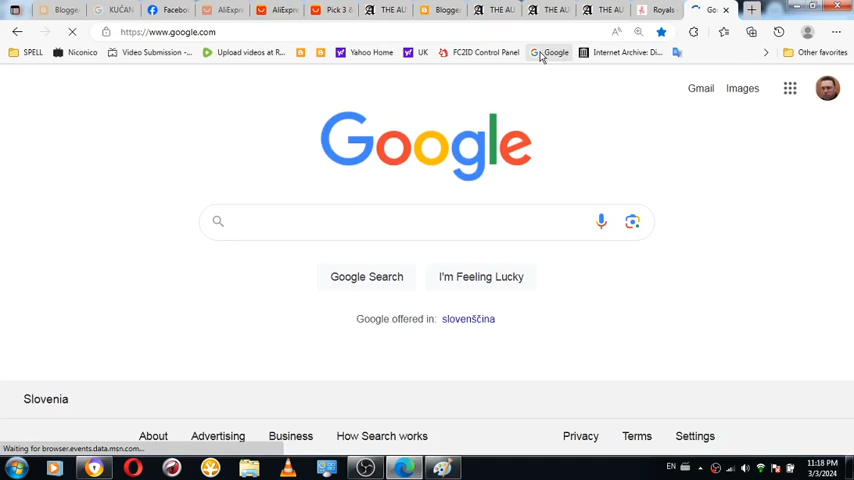 Blogge KUČAN Facebo AliExpre AliExpre Pick 3 & THE AU THE AU Blogge THE AU THE AU THE AU Royals Go
https://www.google.com
SPELL Niconico Video Submission -... Upload videos at R... Yahoo Home UK FC2ID Control Panel Google Internet Archive: Di... Other favorites
Gmail Images
Google
Google Search I'm Feeling Lucky
Google offered in: slovenščina
Slovenia
About Advertising Business How Search works Privacy Terms Settings
Waiting for browser.events.data.msn.com...
EN 11:18 PM
3/3/2024